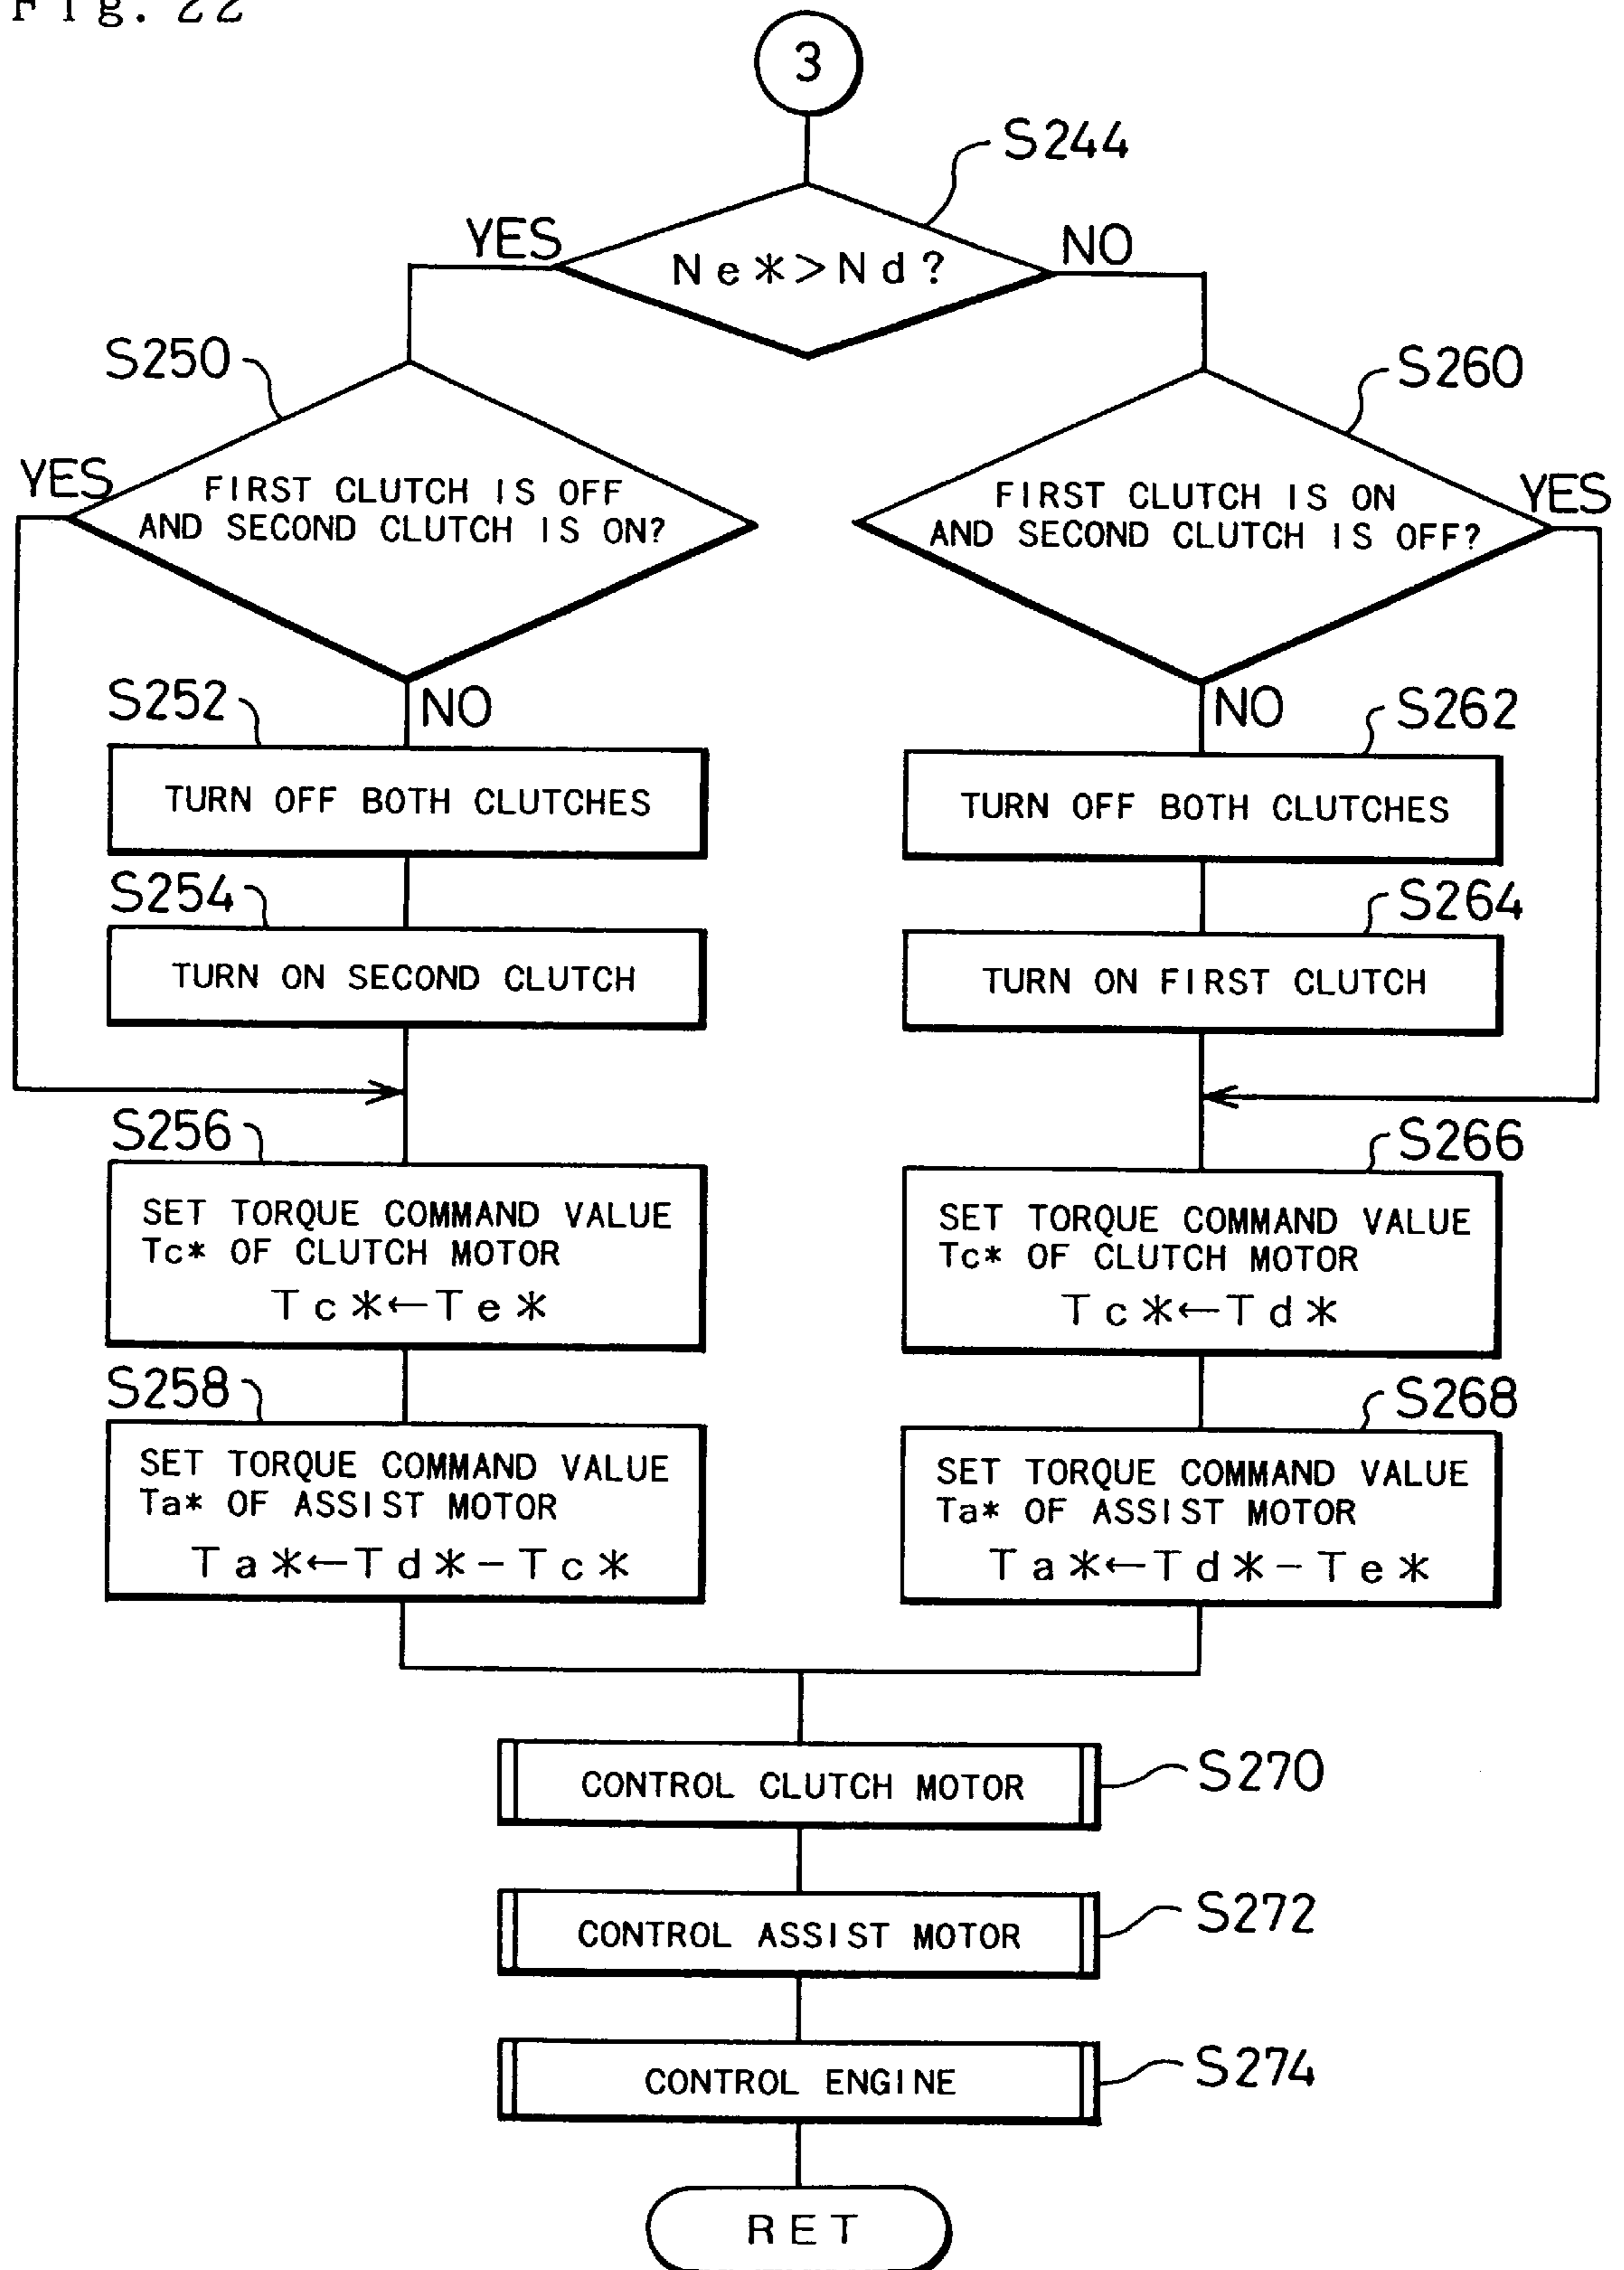 Fig. 22
3
S244
YES
NO
Ne*>Nd?
S250
S260
YES
FIRST CLUTCH IS OFF
AND SECOND CLUTCH IS ON?
FIRST CLUTCH IS ON
AND SECOND CLUTCH IS OFF?
YES
S252
NO
NO
S262
TURN OFF BOTH CLUTCHES
TURN OFF BOTH CLUTCHES
S254
S264
TURN ON SECOND CLUTCH
TURN ON FIRST CLUTCH
S256
S266
SET TORQUE COMMAND VALUE
Tc* OF CLUTCH MOTOR
Tc*←Te*
SET TORQUE COMMAND VALUE
Tc* OF CLUTCH MOTOR
Tc*←Td*
S258
S268
SET TORQUE COMMAND VALUE
Ta* OF ASSIST MOTOR
Ta*←Td*-Tc*
SET TORQUE COMMAND VALUE
Ta* OF ASSIST MOTOR
Ta*←Td*-Te*
CONTROL CLUTCH MOTOR
S270
CONTROL ASSIST MOTOR
S272
CONTROL ENGINE
S274
RET